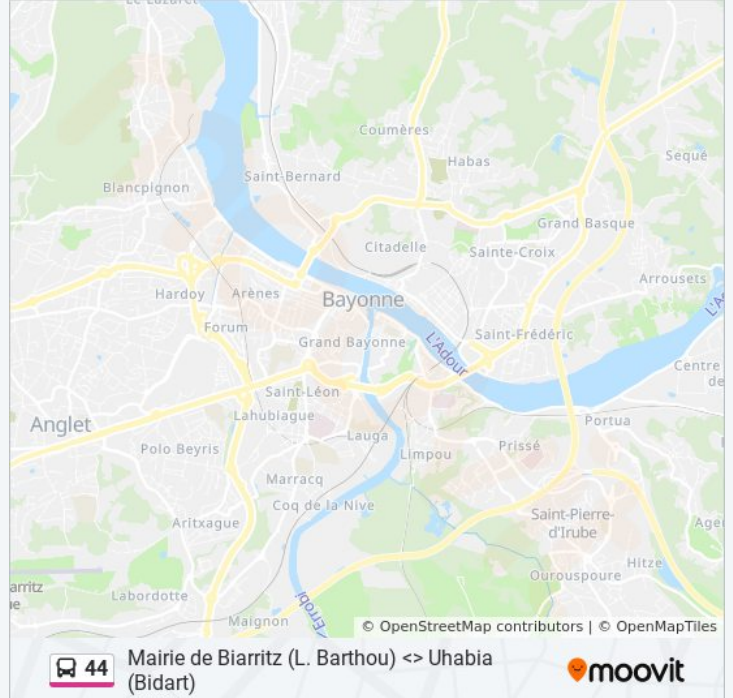 Le Lazaret
Coumères
Habas
Sequé
Saint-Bernard
Blancpignon
Grand Basque
Citadelle
Sainte-Croix
Arrousets
Hardoy
Arènes
Bayonne
Forum
L'Adour
Saint-Frédéric
Grand Bayonne
Centre
de
Saint-Léon
Lahubiague
Anglet
Portua
Lauga
Polo Beyris
Limpou
Prissé
Marracq
Coq de la Nive
Saint-Pierre-
d'Irube
Aritxague
Hitze
Ourouspoure
Labordotte
Errobi
Maignon
© OpenStreetMap contributors | © OpenMapTiles
44
Mairie de Biarritz (L. Barthou) <> Uhabia
(Bidart)
moovit